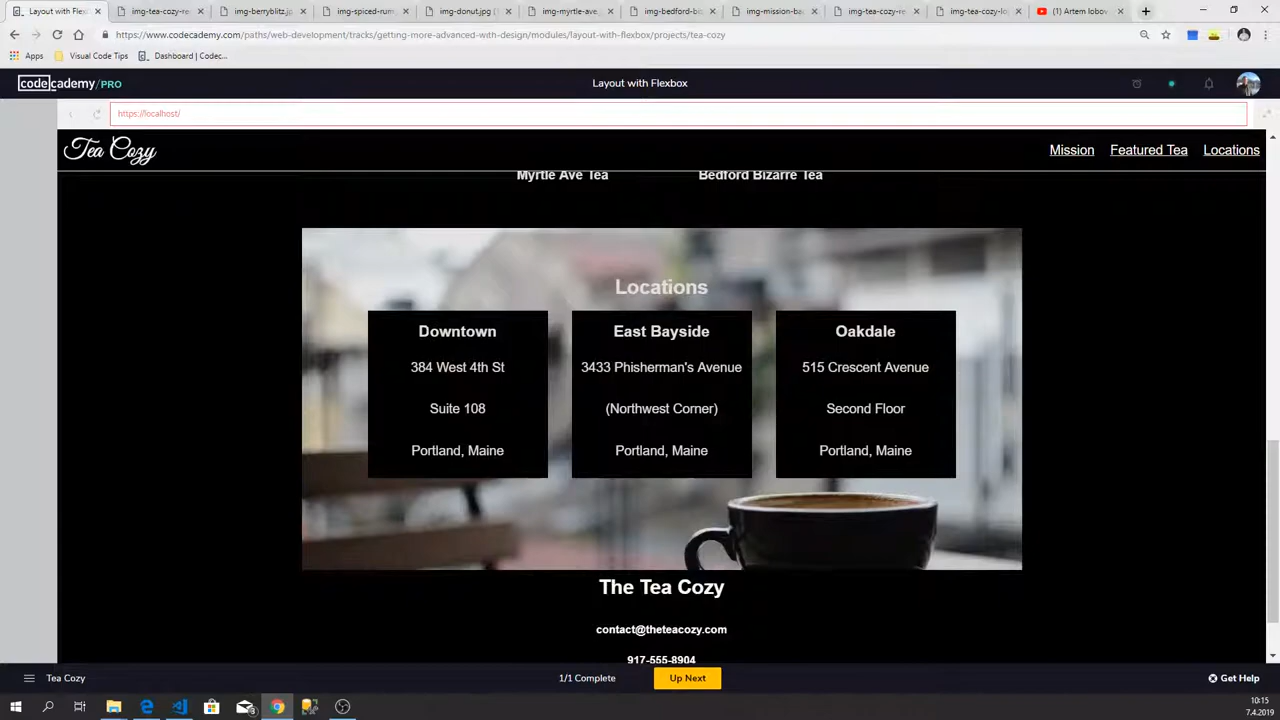 Layout with Flex
img-tea-cozy-re
img-berryblitz.jp
img-spiced-rum
img-donut.jpg (
img-myrtle-ave
img-bedford-biz
img-mission-ba
img-tea-cozy-re
img-tea-cozy-lo
(1) Artem lobov
https://www.codecademy.com/paths/web-development/tracks/getting-more-advanced-with-design/modules/layout-with-flexbox/projects/tea-cozy
Apps
Visual Code Tips
Dashboard | Codec...
codecademy/PRO
Layout with Flexbox
https://localhost/
Tea Cozy
Mission
Featured Tea
Locations
Myrtle Ave Tea
Bedford Bizarre Tea
Locations
Downtown
384 West 4th St
Suite 108
Portland, Maine
East Bayside
3433 Phisherman's Avenue
(Northwest Corner)
Portland, Maine
Oakdale
515 Crescent Avenue
Second Floor
Portland, Maine
The Tea Cozy
contact@theteacozy.com
917-555-8904
Tea Cozy
1/1 Complete
Up Next
Get Help
10:15
7.4.2019